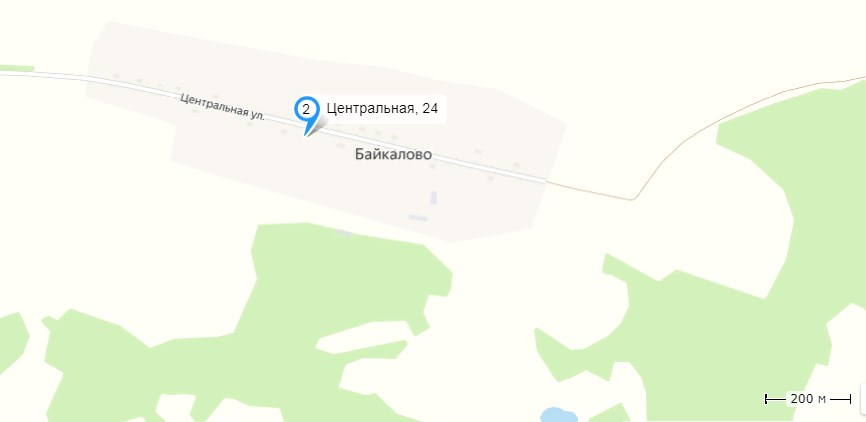 Центральная ул.
2
Центральная, 24
Байкалово
200 м